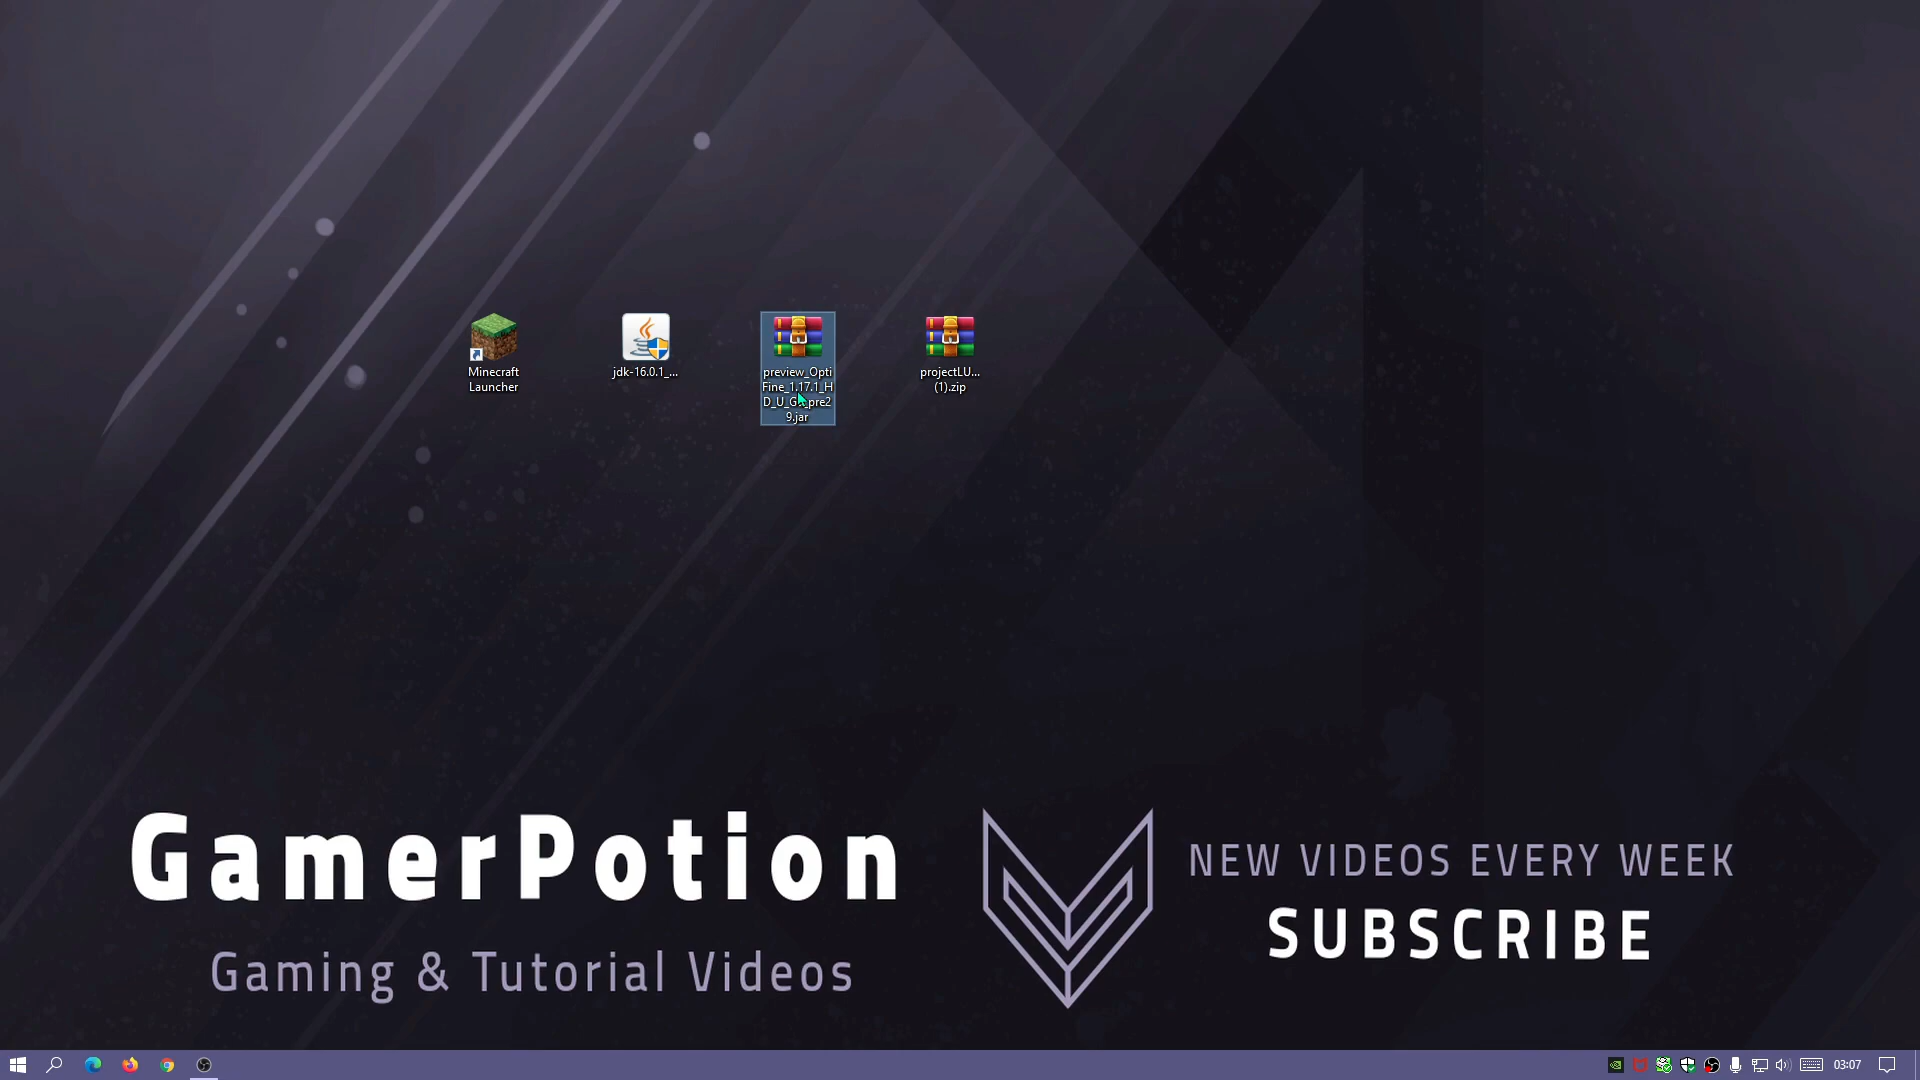 Minecraft
Launcher
jdk-16.0.1_...
preview_Opti
Fine_1.17.1_H
9.jar
projectLU...
(1).zip
GamerPotion
Gaming & Tutorial Videos
NEW VIDEOS EVERY WEEK
SUBSCRIBE
03:07